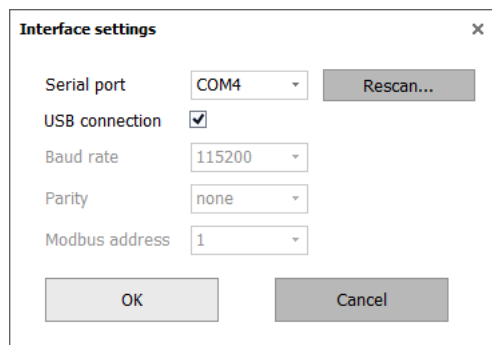 Interface settings
Serial port COM4 Rescan...
USB connection
Baud rate 115200
Parity none
Modbus address 1
OK Cancel